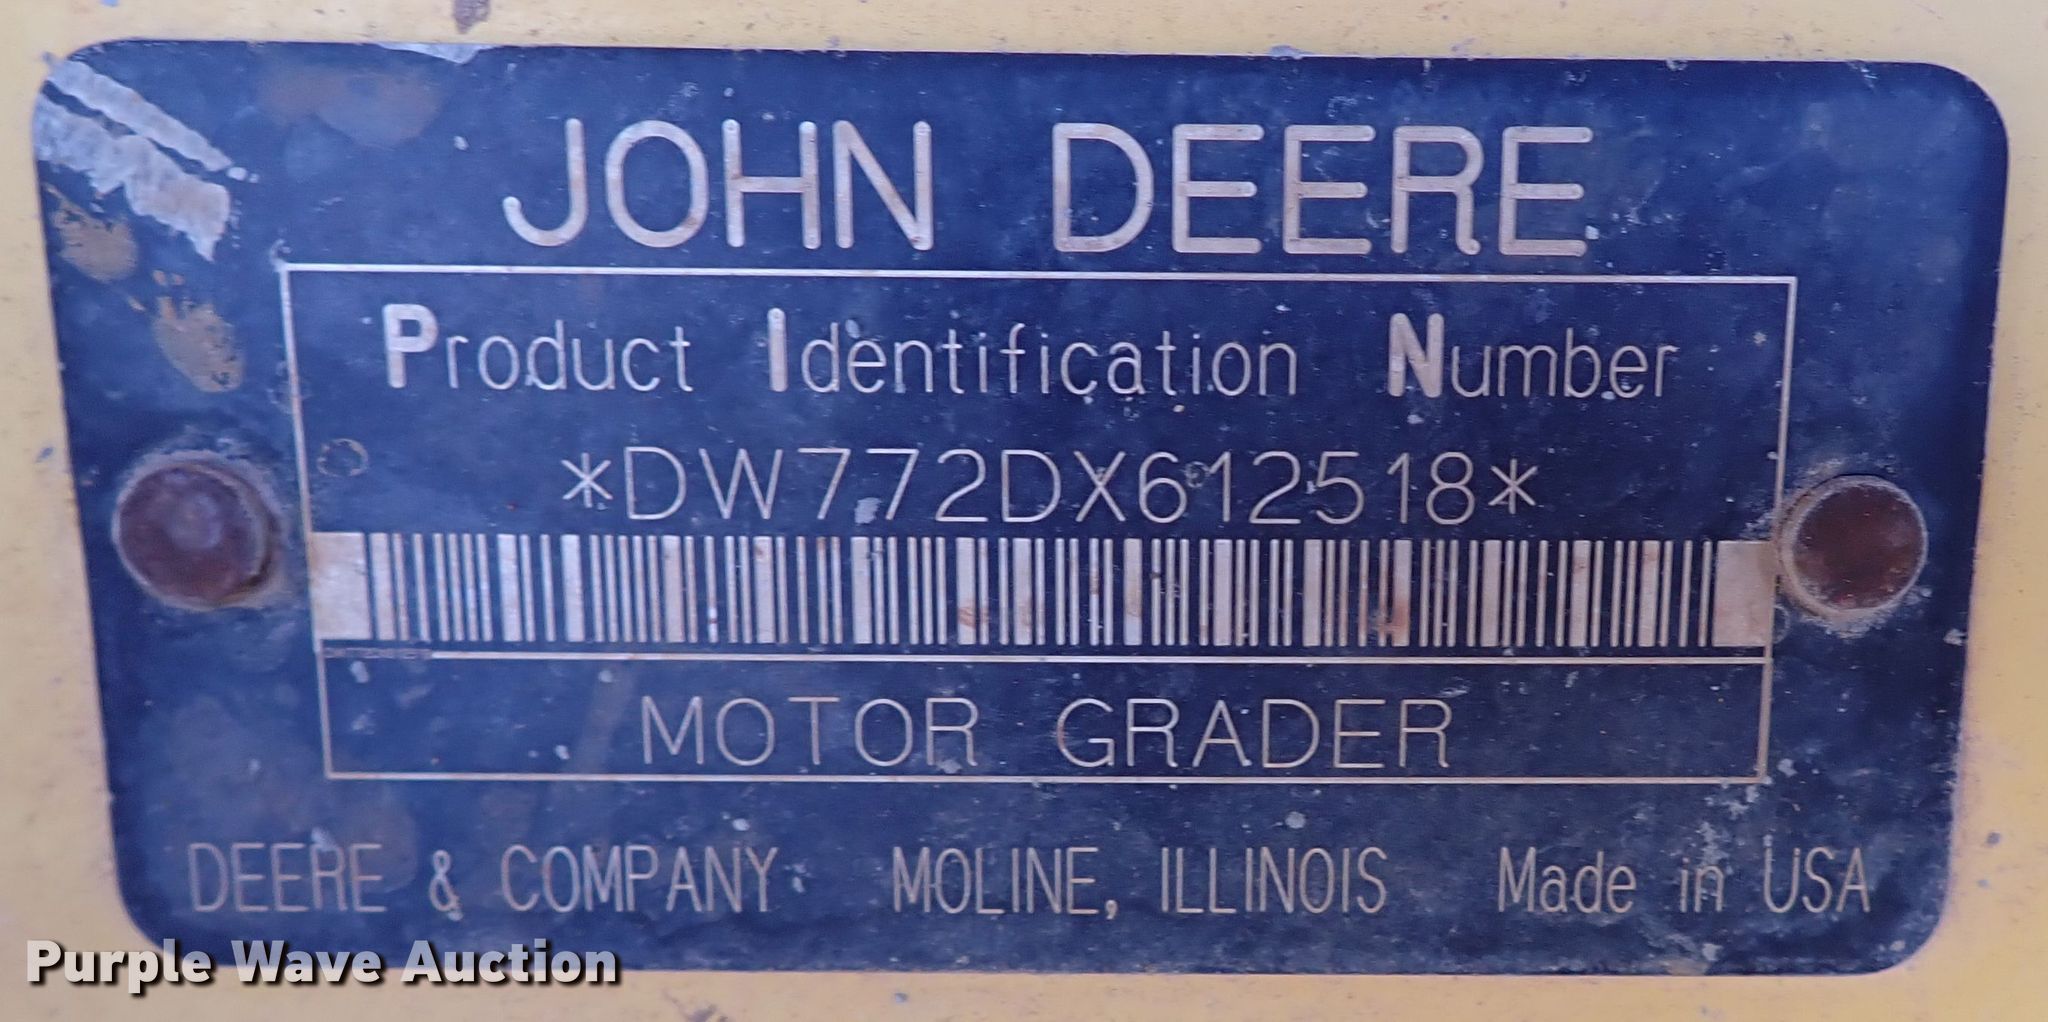 JOHN DEERE
Product Identification Number
*DW772DX612518*
MOTOR GRADER
DEERE & COMPANY MOLINE, ILLINOIS Made in USA
Purple Wave Auction